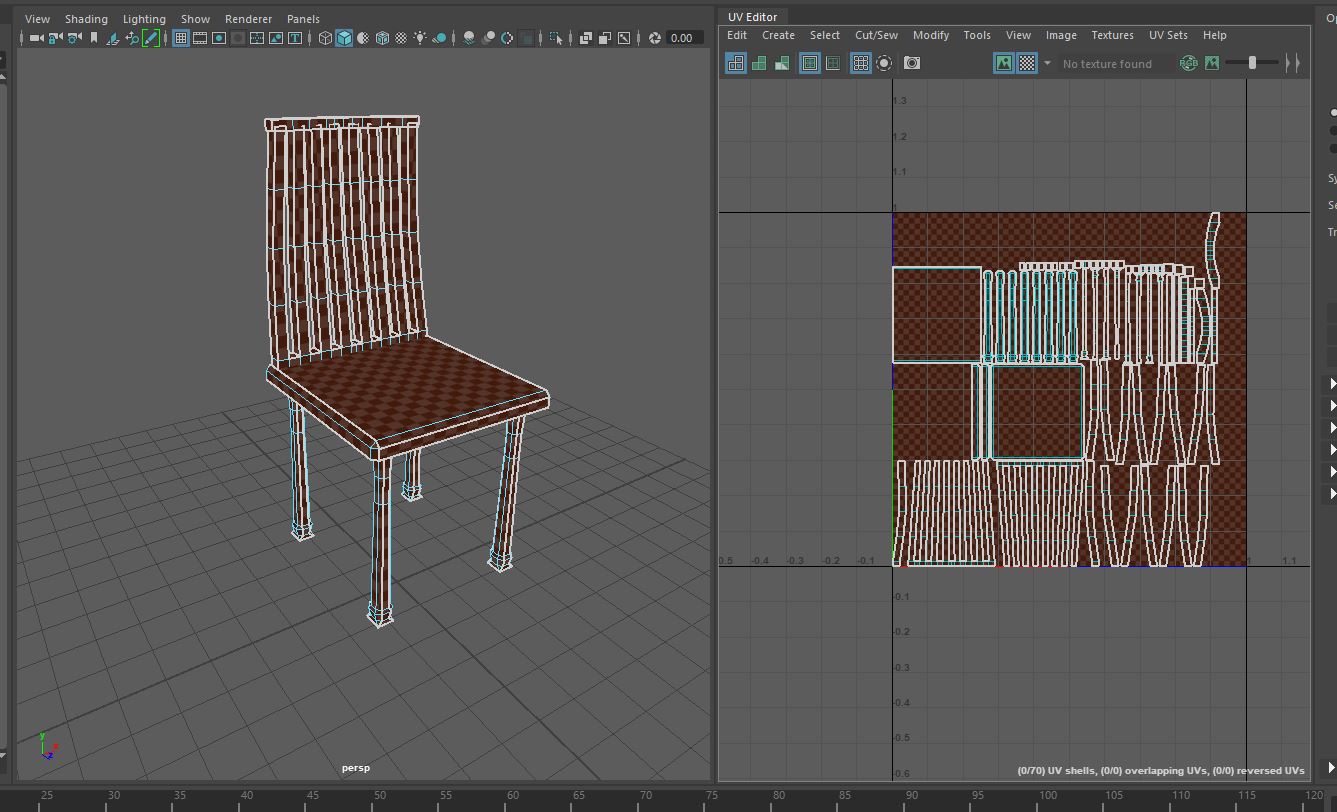 View Shading Lighting Show Renderer Panels
UV Editor
Edit Create Select Cut/Sew Modify Tools View Image Textures UV Sets Help
T 0.00
No texture found RGB
1.3
1.2
1.1
1
0.5 -0.4 -0.3 -0.2 -0.1 1.1
-0.1
-0.2
-0.3
-0.4
-0.5
-0.6
y x z
persp
(0/70) UV shells, (0/0) overlapping UVs, (0/0) reversed UVs
25 30 35 40 45 50 55 60 65 70 75 80 85 90 95 100 105 110 115 120
Sy
Se
Tr